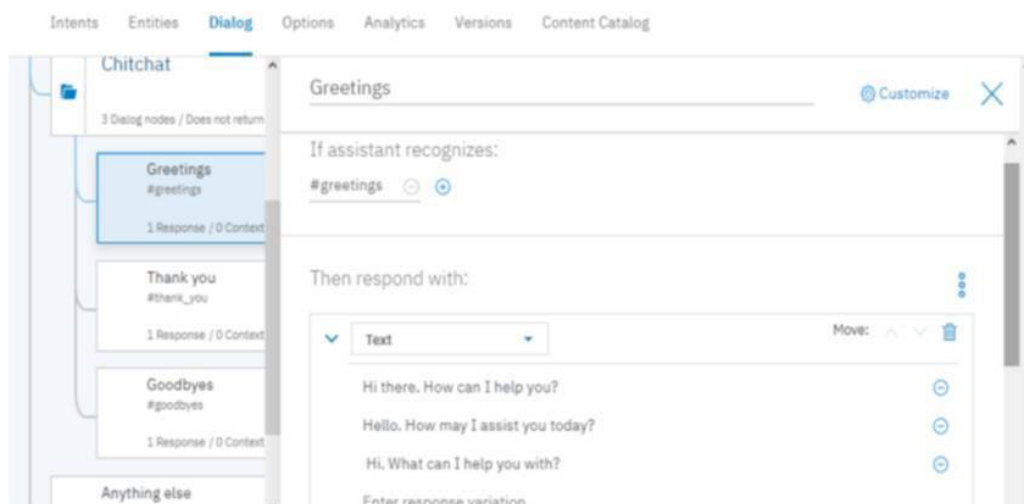 Intents Entities Dialog Options Analytics Versions Content Catalog
Chitchat
3 Dialog nodes / Does not return
Greetings
#greetings
1 Response / 0 Context
Thank you
#thank_you
1 Response / 0 Context
Goodbyes
#goodbyes
1 Response / 0 Context
Anything else
Greetings
Customize
If assistant recognizes:
#greetings
Then respond with:
Text
Move:
Hi there. How can I help you?
Hello. How may I assist you today?
Hi. What can I help you with?
Enter response variation